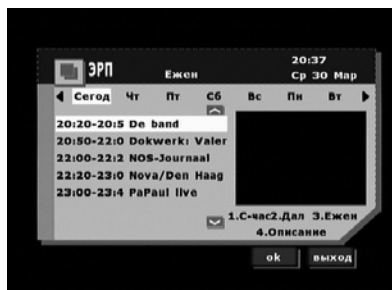 20:37
ЭРП Ежен Ср 30 Мар
Сегод Чт Пт Сб Вс Пн Вт
20:20-20:5 De band
20:50-22:0 Dokwerk: Valer
22:00-22:2 NOS-Journaal
22:20-23:0 Nova/Den Haag
23:00-23:4 PaPaul live
1.С-час2.Дал 3.Ежен
4.Описание
ok выход